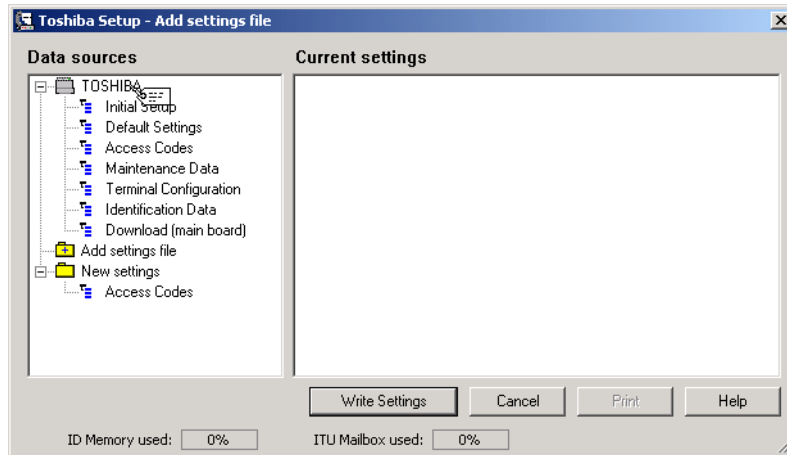 Toshiba Setup - Add settings file
Data sources
Current settings
TOSHIBA
Initial Setup
Default Settings
Access Codes
Maintenance Data
Terminal Configuration
Identification Data
Download (main board)
Add settings file
New settings
Access Codes
Write Settings
Cancel
Print
Help
ID Memory used: 0%
ITU Mailbox used: 0%